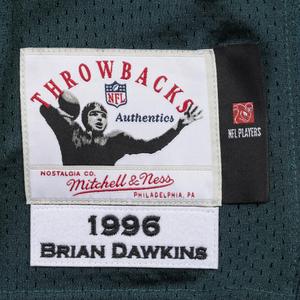 THROWBACKS
NFL
Authentics
NFL PLAYERS
NOSTALGIA CO.
Mitchell & Ness
PHILADELPHIA, PA
1996
BRIAN DAWKINS